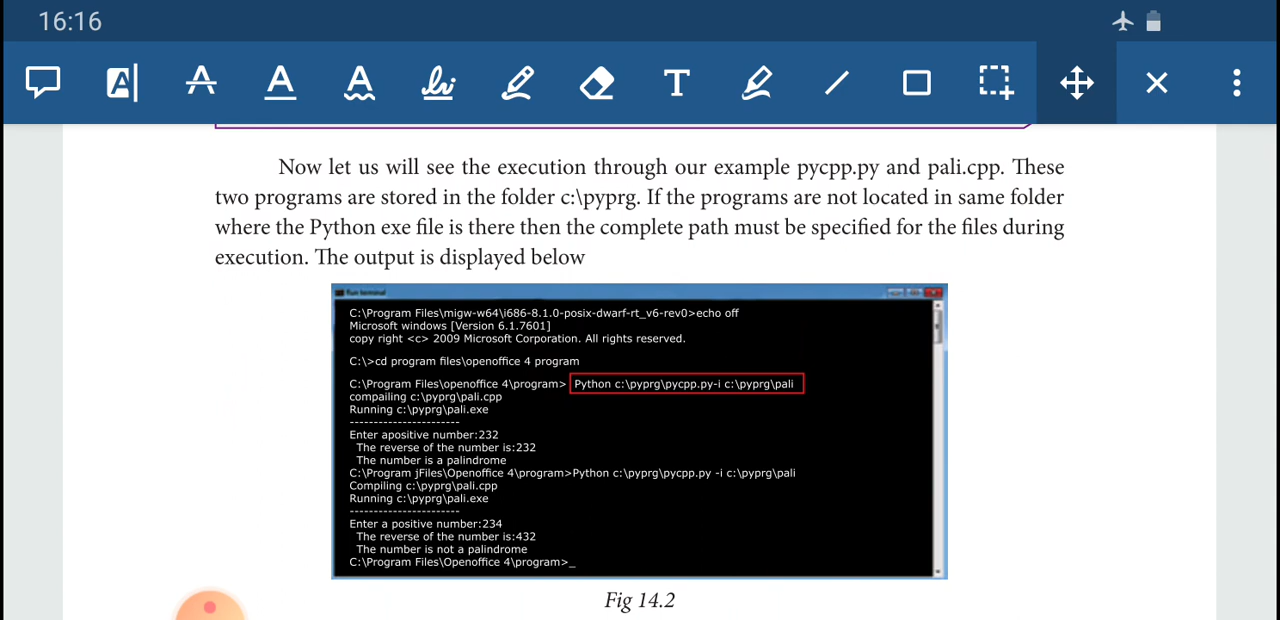 16:16
A A A A li T
Now let us will see the execution through our example pycpp.py and pali.cpp. These
two programs are stored in the folder c:\pyprg. If the programs are not located in same folder
where the Python exe file is there then the complete path must be specified for the files during
execution. The output is displayed below
Run terminal
C:\Program Files\migw-w64\i686-8.1.0-posix-dwarf-rt_v6-rev0>echo off
Microsoft windows [Version 6.1.7601]
copy right <c> 2009 Microsoft Corporation. All rights reserved.
C:\>cd program files\openoffice 4 program
C:\Program Files\openoffice 4\program> Python c:\pyprg\pycpp.py-i c:\pyprg\pali
compailing c:\pyprg\pali.cpp
Running c:\pyprg\pali.exe
-----------------------
Enter apositive number:232
The reverse of the number is:232
The number is a palindrome
C:\Program jFiles\Openoffice 4\program>Python c:\pyprg\pycpp.py -i c:\pyprg\pali
Compiling c:\pyprg\pali.cpp
Running c:\pyprg\pali.exe
-----------------------
Enter a positive number:234
The reverse of the number is:432
The number is not a palindrome
C:\Program Files\Openoffice 4\program>_
Fig 14.2